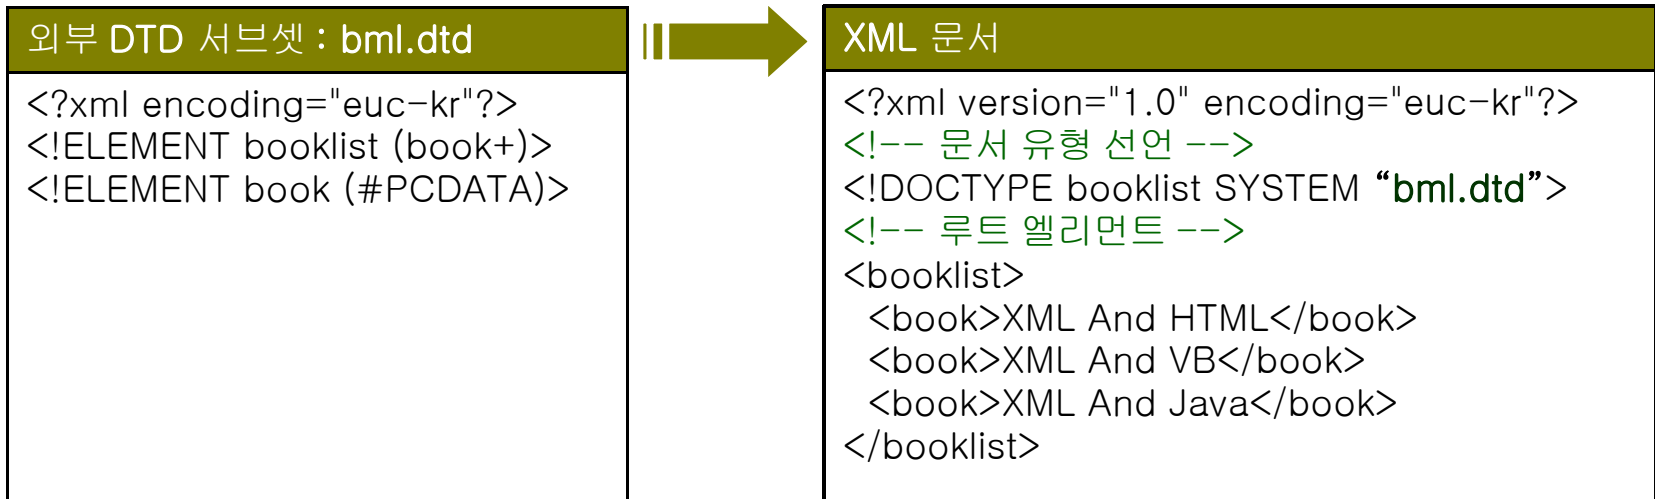 외부 DTD 서브셋 : bml.dtd
<?xml encoding="euc-kr"?>
<!ELEMENT booklist (book+)>
<!ELEMENT book (#PCDATA)>
XML 문서
<?xml version="1.0" encoding="euc-kr"?>
<!-- 문서 유형 선언 -->
<!DOCTYPE booklist SYSTEM “bml.dtd”>
<!-- 루트 엘리먼트 -->
<booklist>
<book>XML And HTML</book>
<book>XML And VB</book>
<book>XML And Java</book>
</booklist>